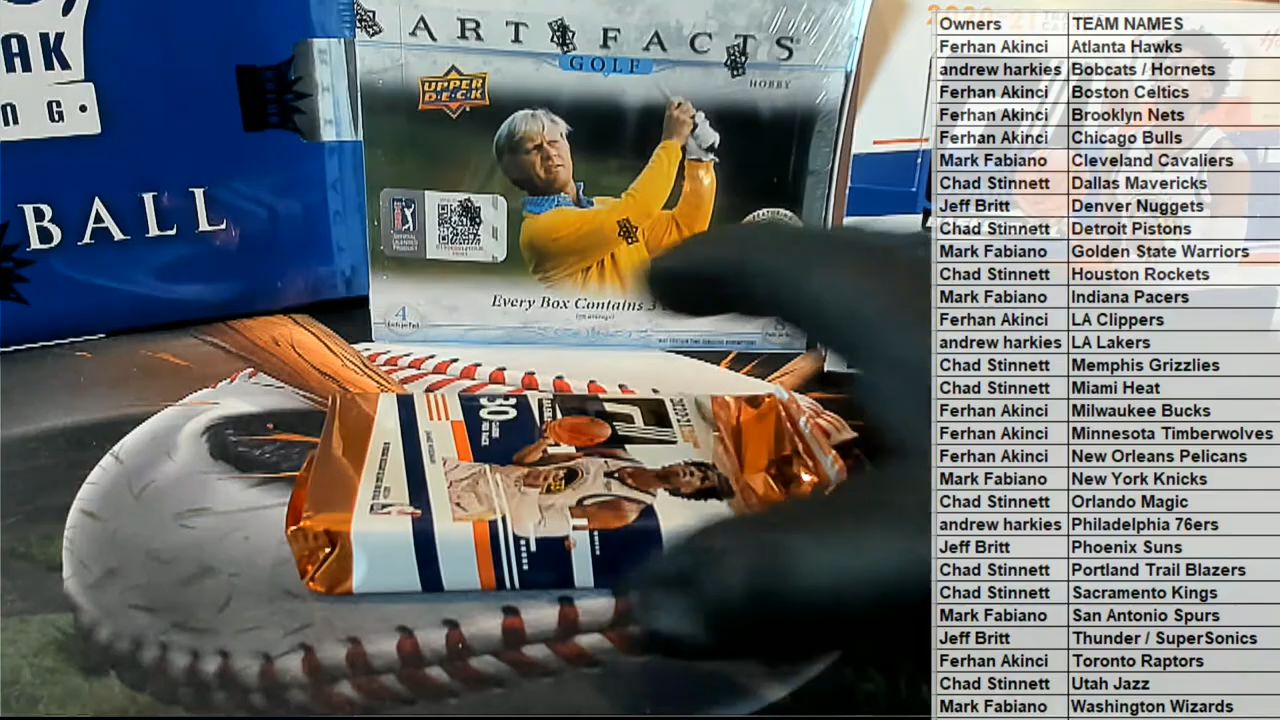 AK
N G .
BALL
ARTIFACTS
GOLF
HOBBY
UPPER
DECK
Every Box Contains 3
4
30
Owners TEAM NAMES
Ferhan Akinci Atlanta Hawks
andrew harkies Bobcats / Hornets
Ferhan Akinci Boston Celtics
Ferhan Akinci Brooklyn Nets
Ferhan Akinci Chicago Bulls
Mark Fabiano Cleveland Cavaliers
Chad Stinnett Dallas Mavericks
Jeff Britt Denver Nuggets
Chad Stinnett Detroit Pistons
Mark Fabiano Golden State Warriors
Chad Stinnett Houston Rockets
Mark Fabiano Indiana Pacers
Ferhan Akinci LA Clippers
andrew harkies LA Lakers
Chad Stinnett Memphis Grizzlies
Chad Stinnett Miami Heat
Ferhan Akinci Milwaukee Bucks
Ferhan Akinci Minnesota Timberwolves
Ferhan Akinci New Orleans Pelicans
Mark Fabiano New York Knicks
Chad Stinnett Orlando Magic
andrew harkies Philadelphia 76ers
Jeff Britt Phoenix Suns
Chad Stinnett Portland Trail Blazers
Chad Stinnett Sacramento Kings
Mark Fabiano San Antonio Spurs
Jeff Britt Thunder / SuperSonics
Ferhan Akinci Toronto Raptors
Chad Stinnett Utah Jazz
Mark Fabiano Washington Wizards